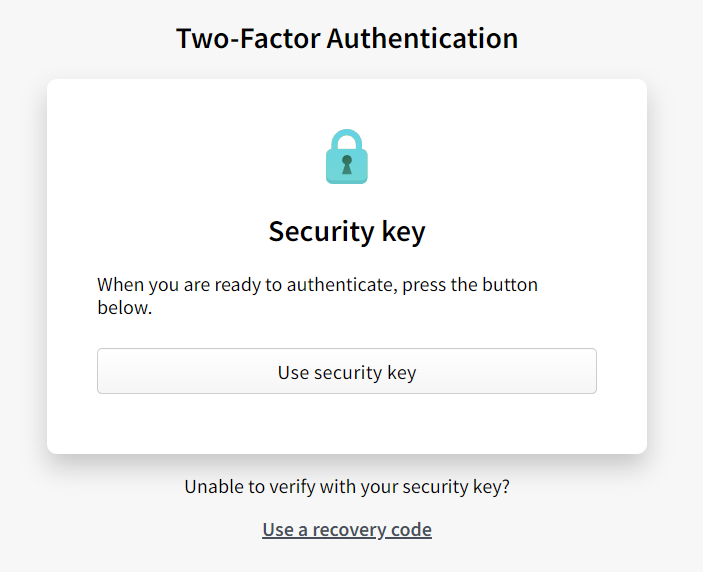 Two-Factor Authentication
Security key
When you are ready to authenticate, press the button
below.
Use security key
Unable to verify with your security key?
Use a recovery code